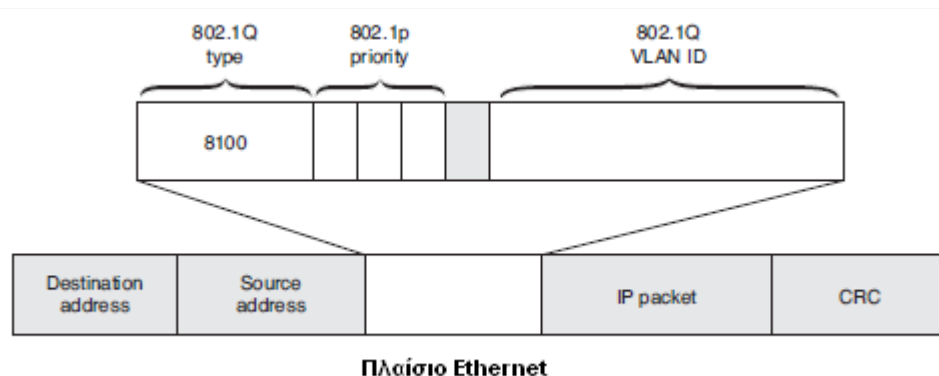 802.1Q
type
802.1p
priority
802.1Q
VLAN ID
8100
Destination
address
Source
address
IP packet
CRC
Πλαίσιο Ethernet